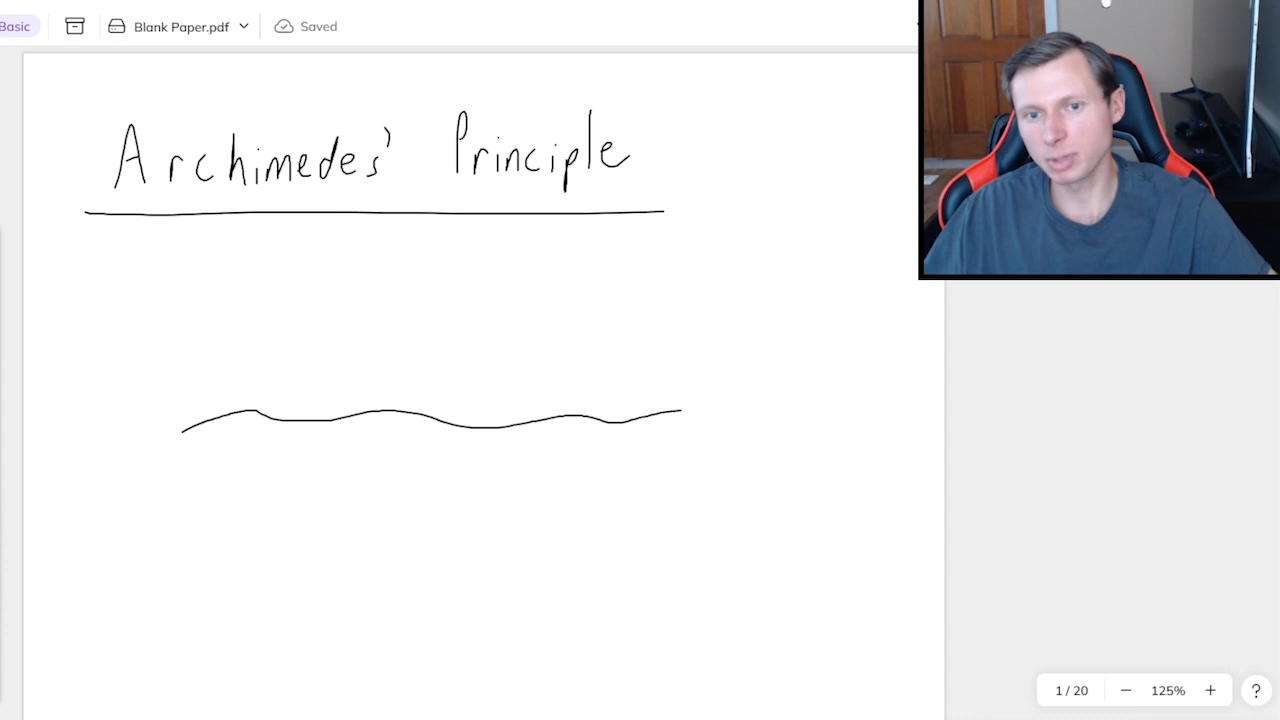 Basic Blank Paper.pdf Saved
Archimedes' Principle
1 / 20 − 125% + ?